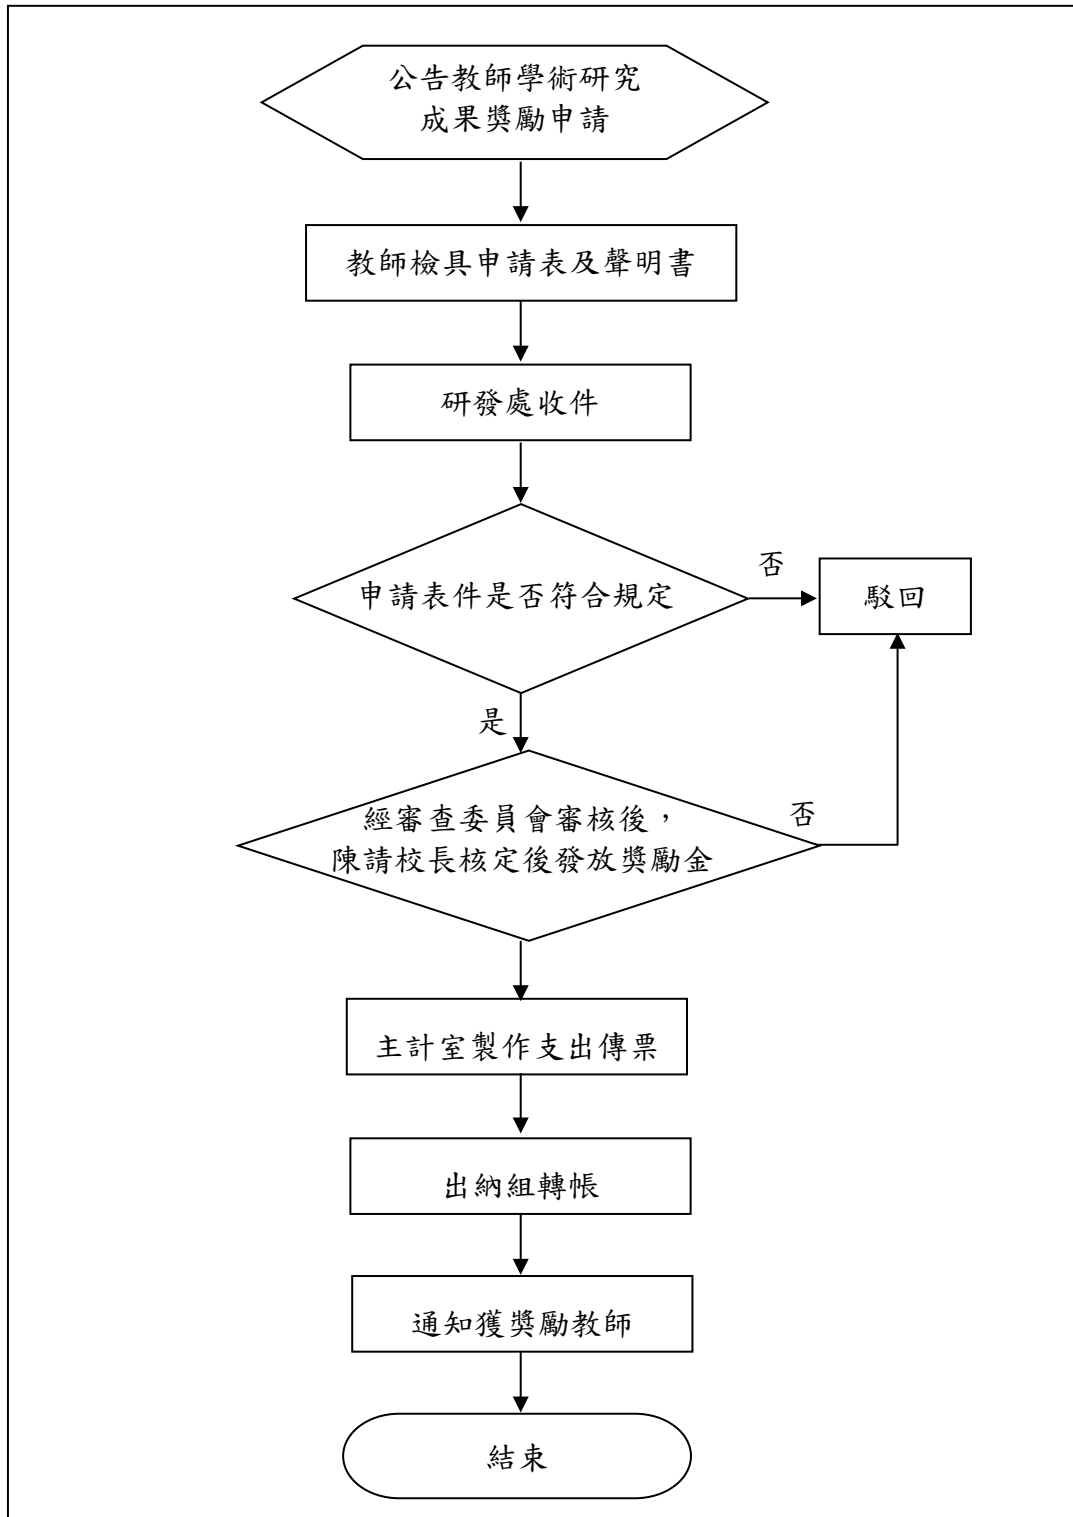 公告教師學術研究
成果獎勵申請
教師檢具申請表及聲明書
研發處收件
申請表件是否符合規定
否
駁回
是
經審查委員會審核後，
陳請校長核定後發放獎勵金
否
主計室製作支出傳票
出納組轉帳
通知獲獎勵教師
結束